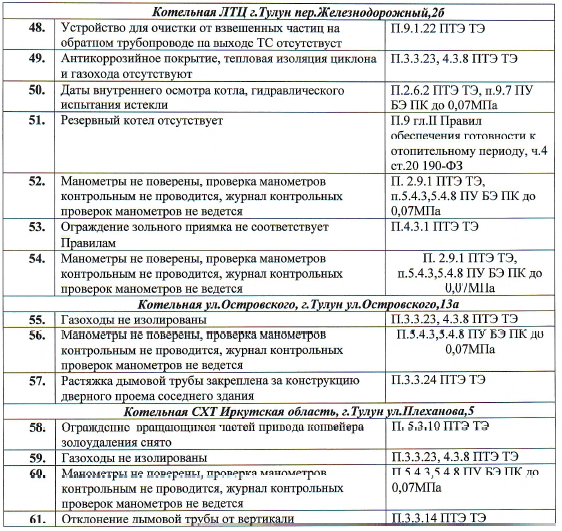 Котельная ЛТЦ г.Тулун пер.Железнодорожный,2б
48. Устройство для очистки от взвешенных частиц на П.9.1.22 ПТЭ ТЭ
обратном трубопроводе на выходе ТС отсутствует
49. Антикоррозийное покрытие, тепловая изоляция циклона П.3.3.23, 4.3.8 ПТЭ ТЭ
и газохода отсутствуют
50. Даты внутреннего осмотра котла, гидравлического П.2.6.2 ПТЭ ТЭ, п.9.7 ПУ
испытания истекли БЭ ПК до 0,07МПа
51. Резервный котел отсутствует П.9 гл.II Правил
обеспечения готовности к
отопительному периоду, ч.4
ст.20 190-ФЗ
52. Манометры не поверены, проверка манометров П. 2.9.1 ПТЭ ТЭ,
контрольным не проводится, журнал контрольных п.5.4.3,5.4.8 ПУ БЭ ПК до
проверок манометров не ведется 0,07МПа
53. Ограждение зольного приямка не соответствует П.4.3.1 ПТЭ ТЭ
Правилам
54. Манометры не поверены, проверка манометров П. 2.9.1 ПТЭ ТЭ,
контрольным не проводится, журнал контрольных п.5.4.3,5.4.8 ПУ БЭ ПК до
проверок манометров не ведется 0,07МПа
Котельная ул.Островского, г.Тулун ул.Островского,13а
55. Газоходы не изолированы П.3.3.23, 4.3.8 ПТЭ ТЭ
56. Манометры не поверены, проверка манометров П.5.4.3,5.4.8 ПУ БЭ ПК до
контрольным не проводится, журнал контрольных 0,07МПа
проверок манометров не ведется
57. Растяжка дымовой трубы закреплена за конструкцию П.3.3.24 ПТЭ ТЭ
дверного проема соседнего здания
Котельная СХТ Иркутская область, г.Тулун ул.Плеханова,5
58. Ограждение вращающихся частей привода конвейера П. 5.3.10 ПТЭ ТЭ
золоудаления снято
59. Газоходы не изолированы П.3.3.23, 4.3.8 ПТЭ ТЭ
60. Манометры не поверены, проверка манометров П.5.4.3,5.4.8 ПУ БЭ ПК до
контрольным не проводится, журнал контрольных 0,07МПа
проверок манометров не ведется
61. Отклонение дымовой трубы от вертикали П.3.3.14 ПТЭ ТЭ